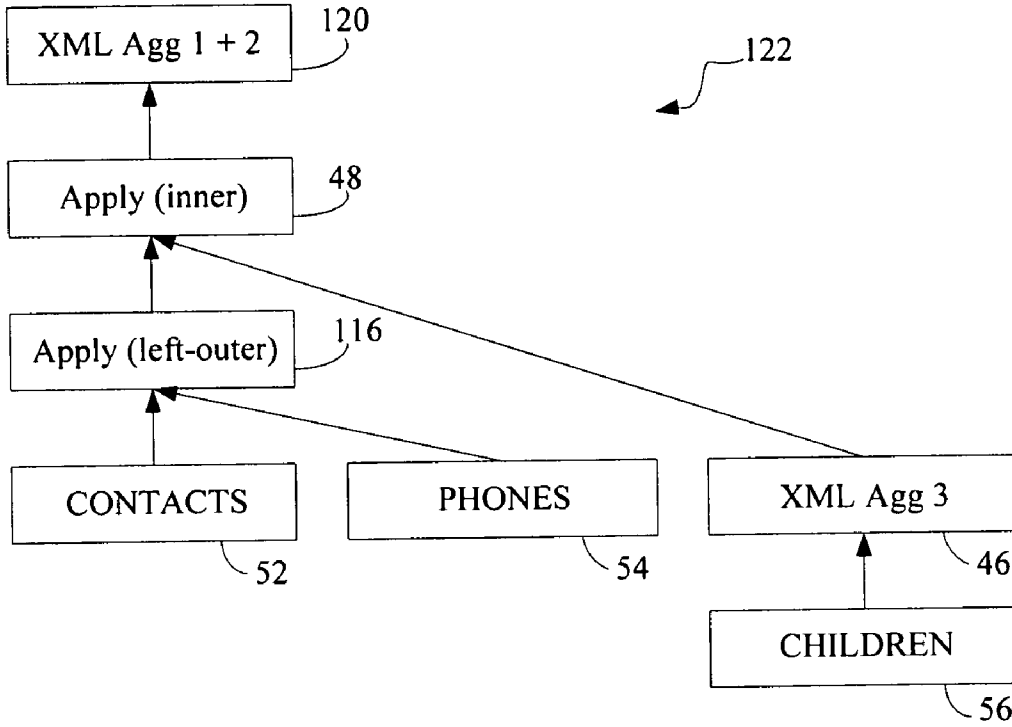 XML Agg 1 + 2
120
122
Apply (inner)
48
Apply (left-outer)
116
CONTACTS
52
PHONES
54
XML Agg 3
46
CHILDREN
56